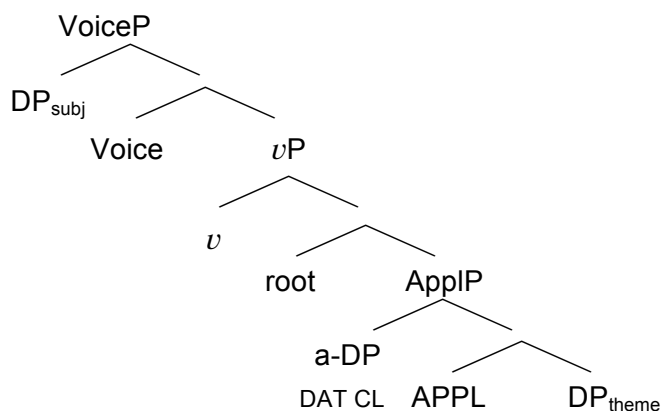 VoiceP
DPsubj
Voice vP
v
root ApplP
a-DP
DAT CL APPL DPtheme